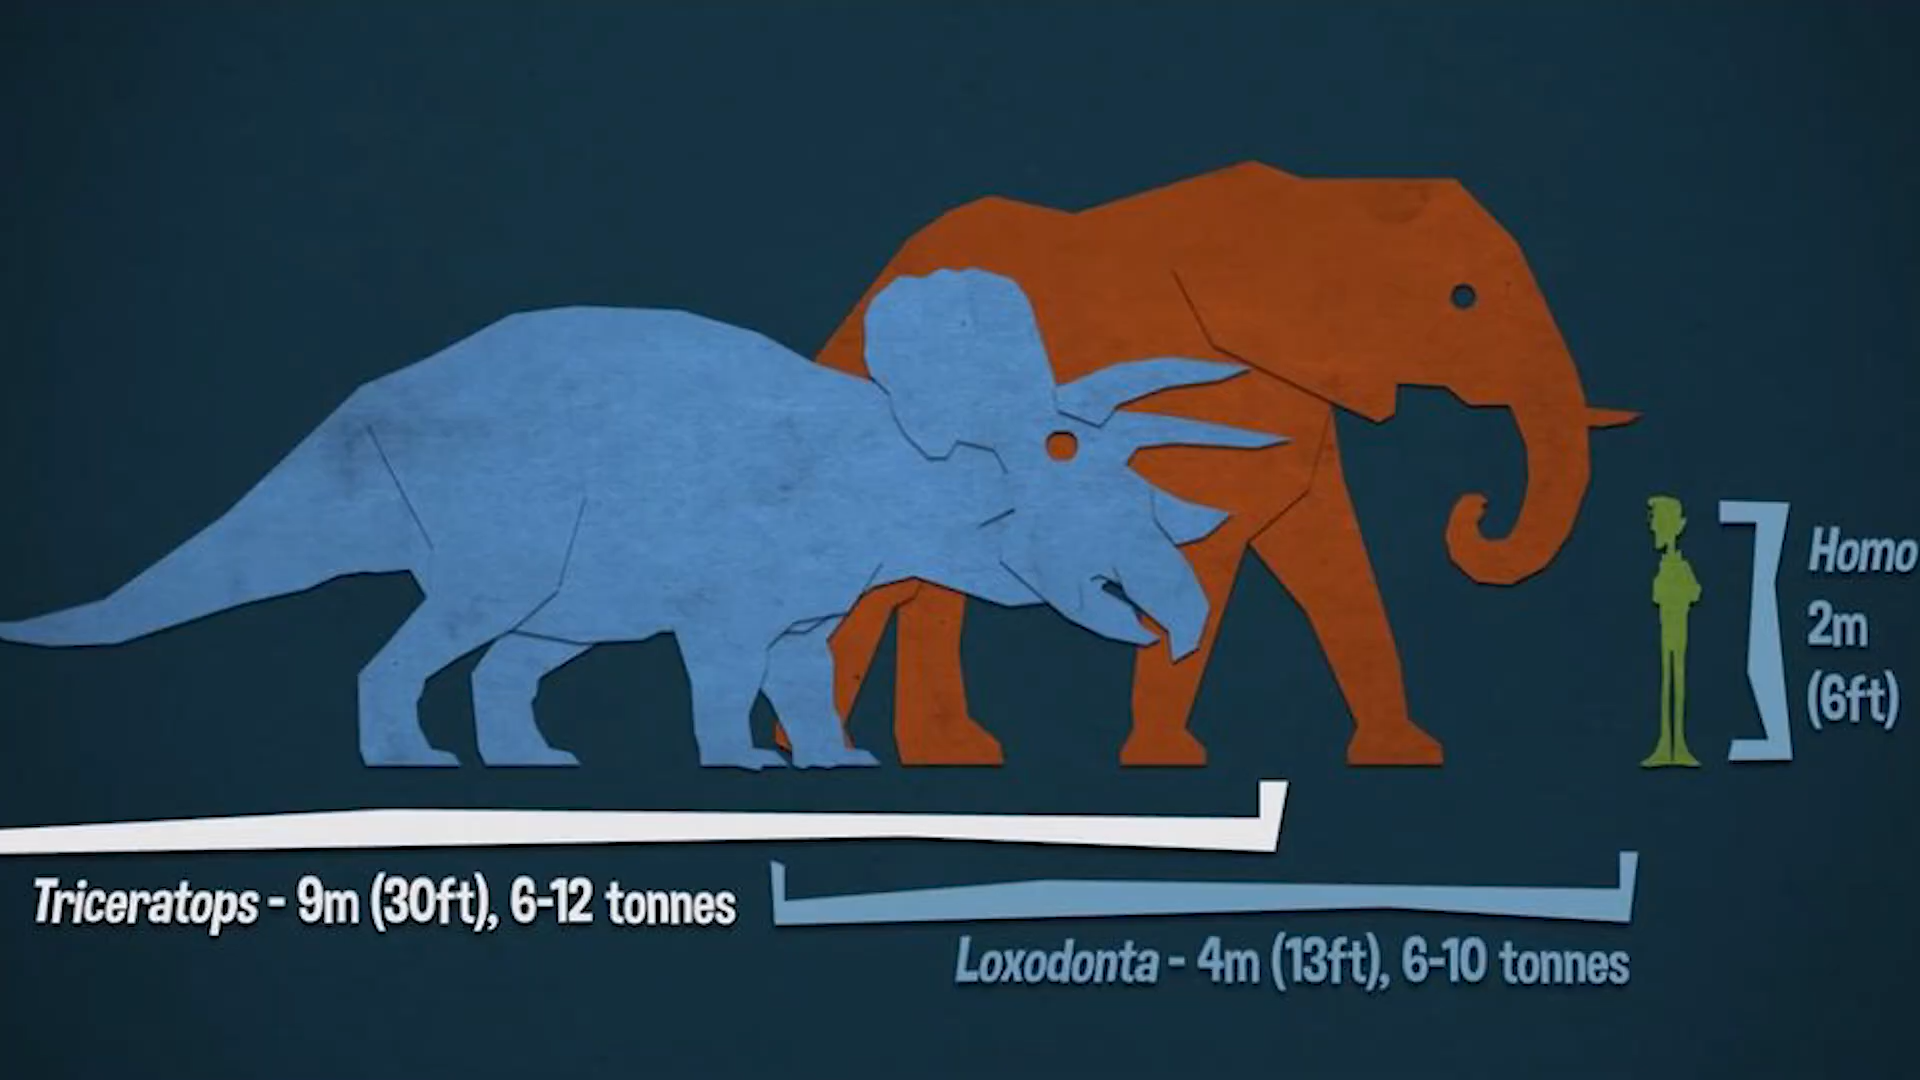 Homo
2m
(6ft)
Triceratops - 9m (30ft), 6-12 tonnes
Loxodonta - 4m (13ft), 6-10 tonnes